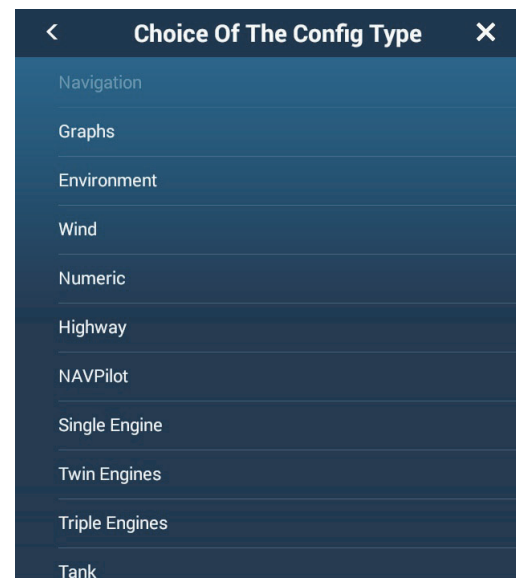 Choice Of The Config Type
Navigation
Graphs
Environment
Wind
Numeric
Highway
NAVPilot
Single Engine
Twin Engines
Triple Engines
Tank